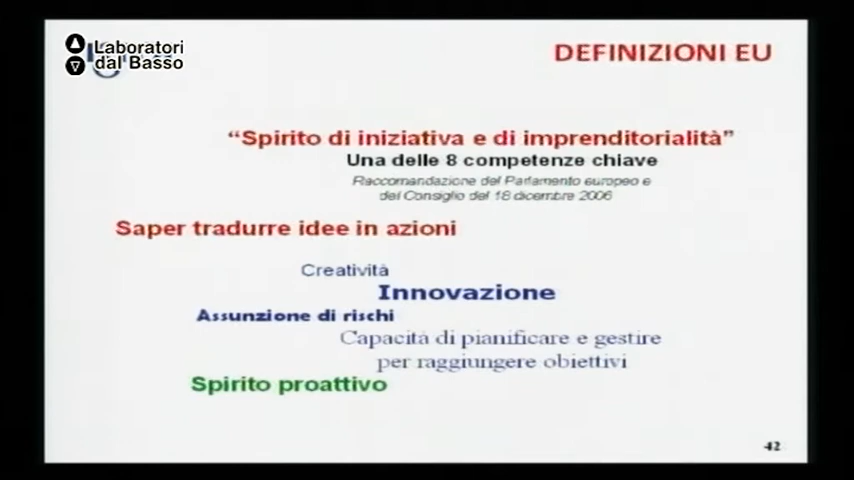 Laboratori
dal Basso
DEFINIZIONI EU
“Spirito di iniziativa e di imprenditorialità”
Una delle 8 competenze chiave
Raccomandazione del Parlamento europeo e
del Consiglio del 18 dicembre 2006
Saper tradurre idee in azioni
Creatività
Innovazione
Assunzione di rischi
Capacità di pianificare e gestire
per raggiungere obiettivi
Spirito proattivo
42